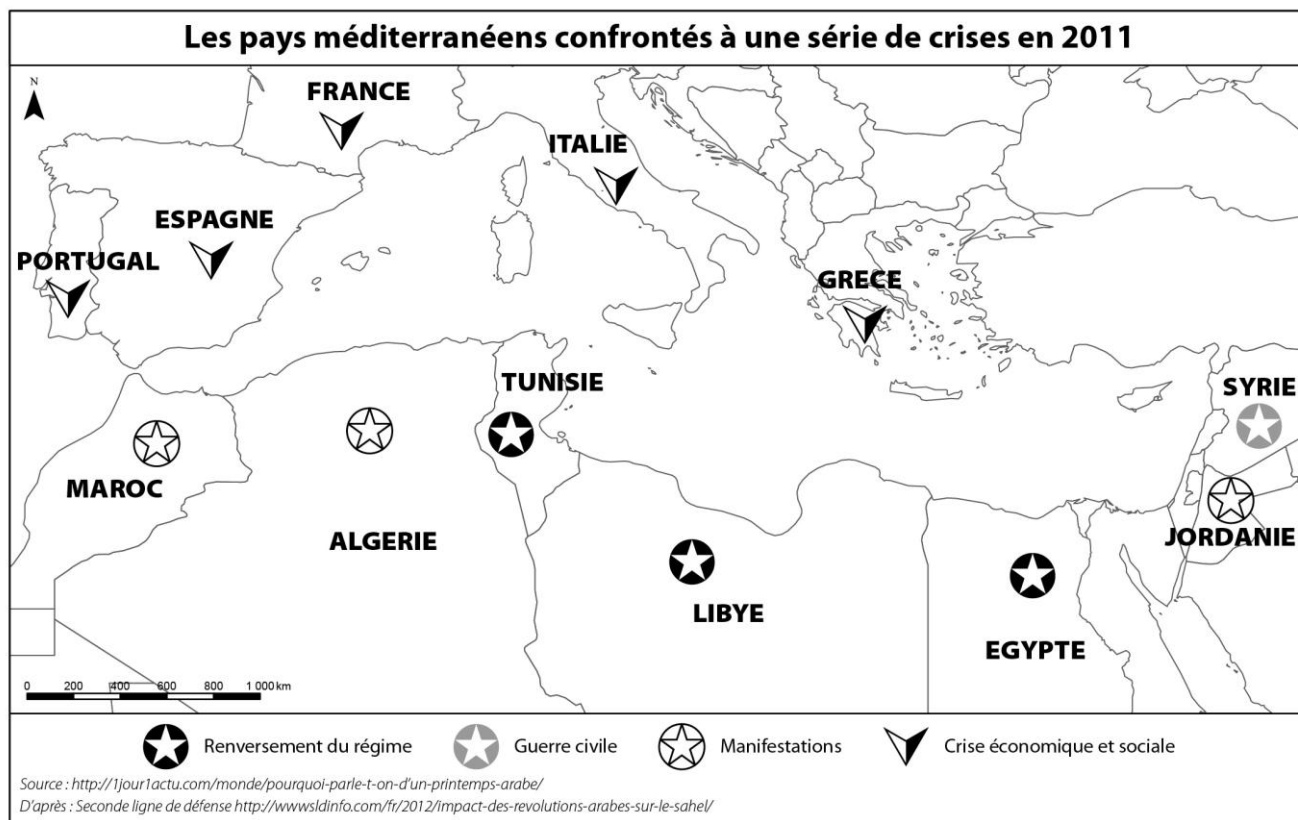 Les pays méditerranéens confrontés à une série de crises en 2011
N
FRANCE
ITALIE
ESPAGNE
PORTUGAL
GRECE
TUNISIE
SYRIE
MAROC
ALGERIE
JORDANIE
LIBYE
EGYPTE
0 200 400 600 800 1 000 km
Renversement du régime
Guerre civile
Manifestations
Crise économique et sociale
Source : http://1jour1actu.com/monde/pourquoi-parle-t-on-d'un-printemps-arabe/
D'après : Seconde ligne de défense http://wwwsldinfo.com/fr/2012/impact-des-revolutions-arabes-sur-le-sahel/